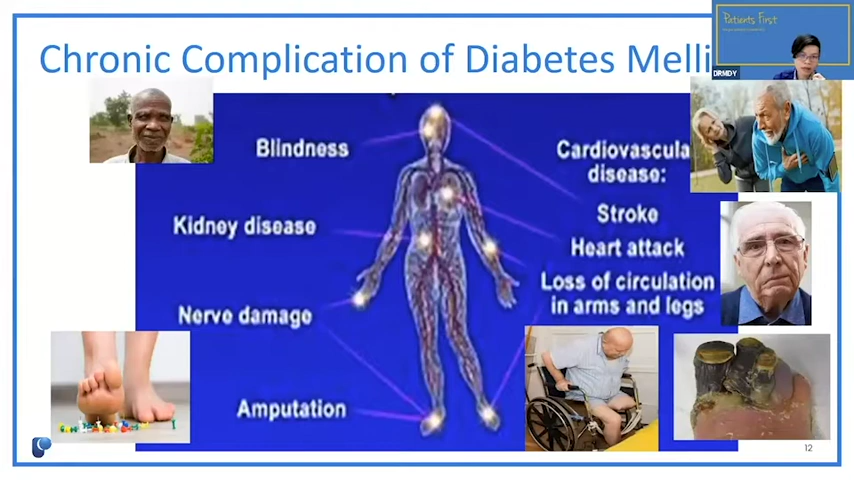 Chronic Complication of Diabetes Melli
Patients First
DRMDY
Blindness
Kidney disease
Nerve damage
Amputation
Cardiovascula
disease:
Stroke
Heart attack
Loss of circulation
in arms and legs
12